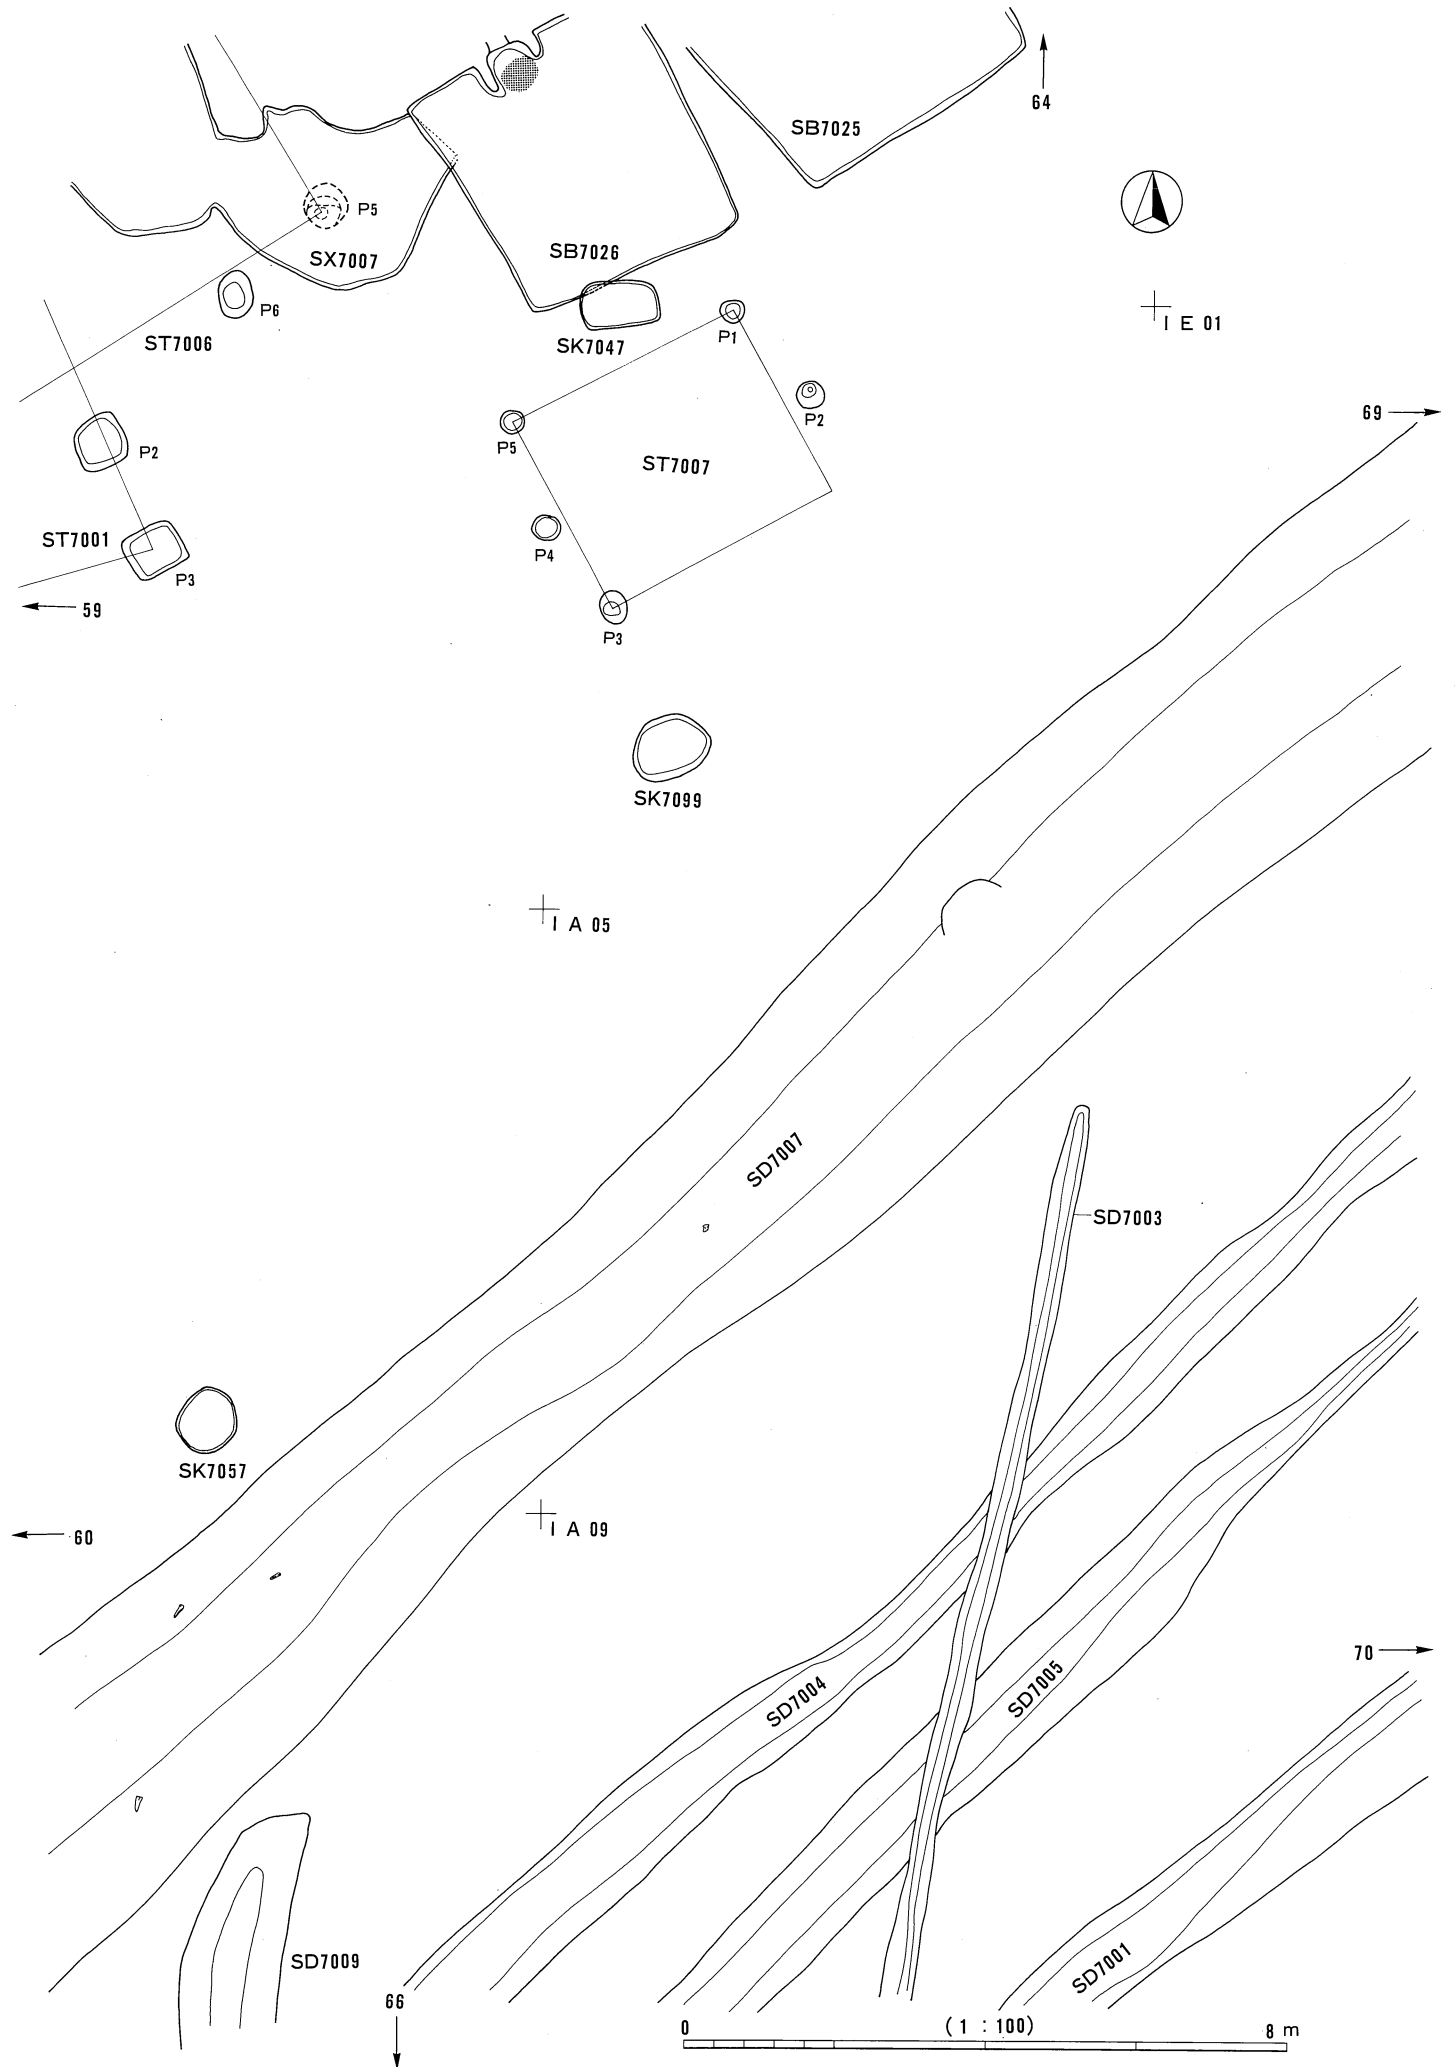 64
SB7025
P5
SB7026
SX7007
P6
I E 01
P1
ST7006
SK7047
P2
69
P5
P2
ST7007
ST7001
P4
P3
59
P3
SK7099
I A 05
SD7007
SD7003
SK7057
I A 09
60
70
SD7005
SD7004
SD7001
SD7009
66
0 (1 : 100) 8 m